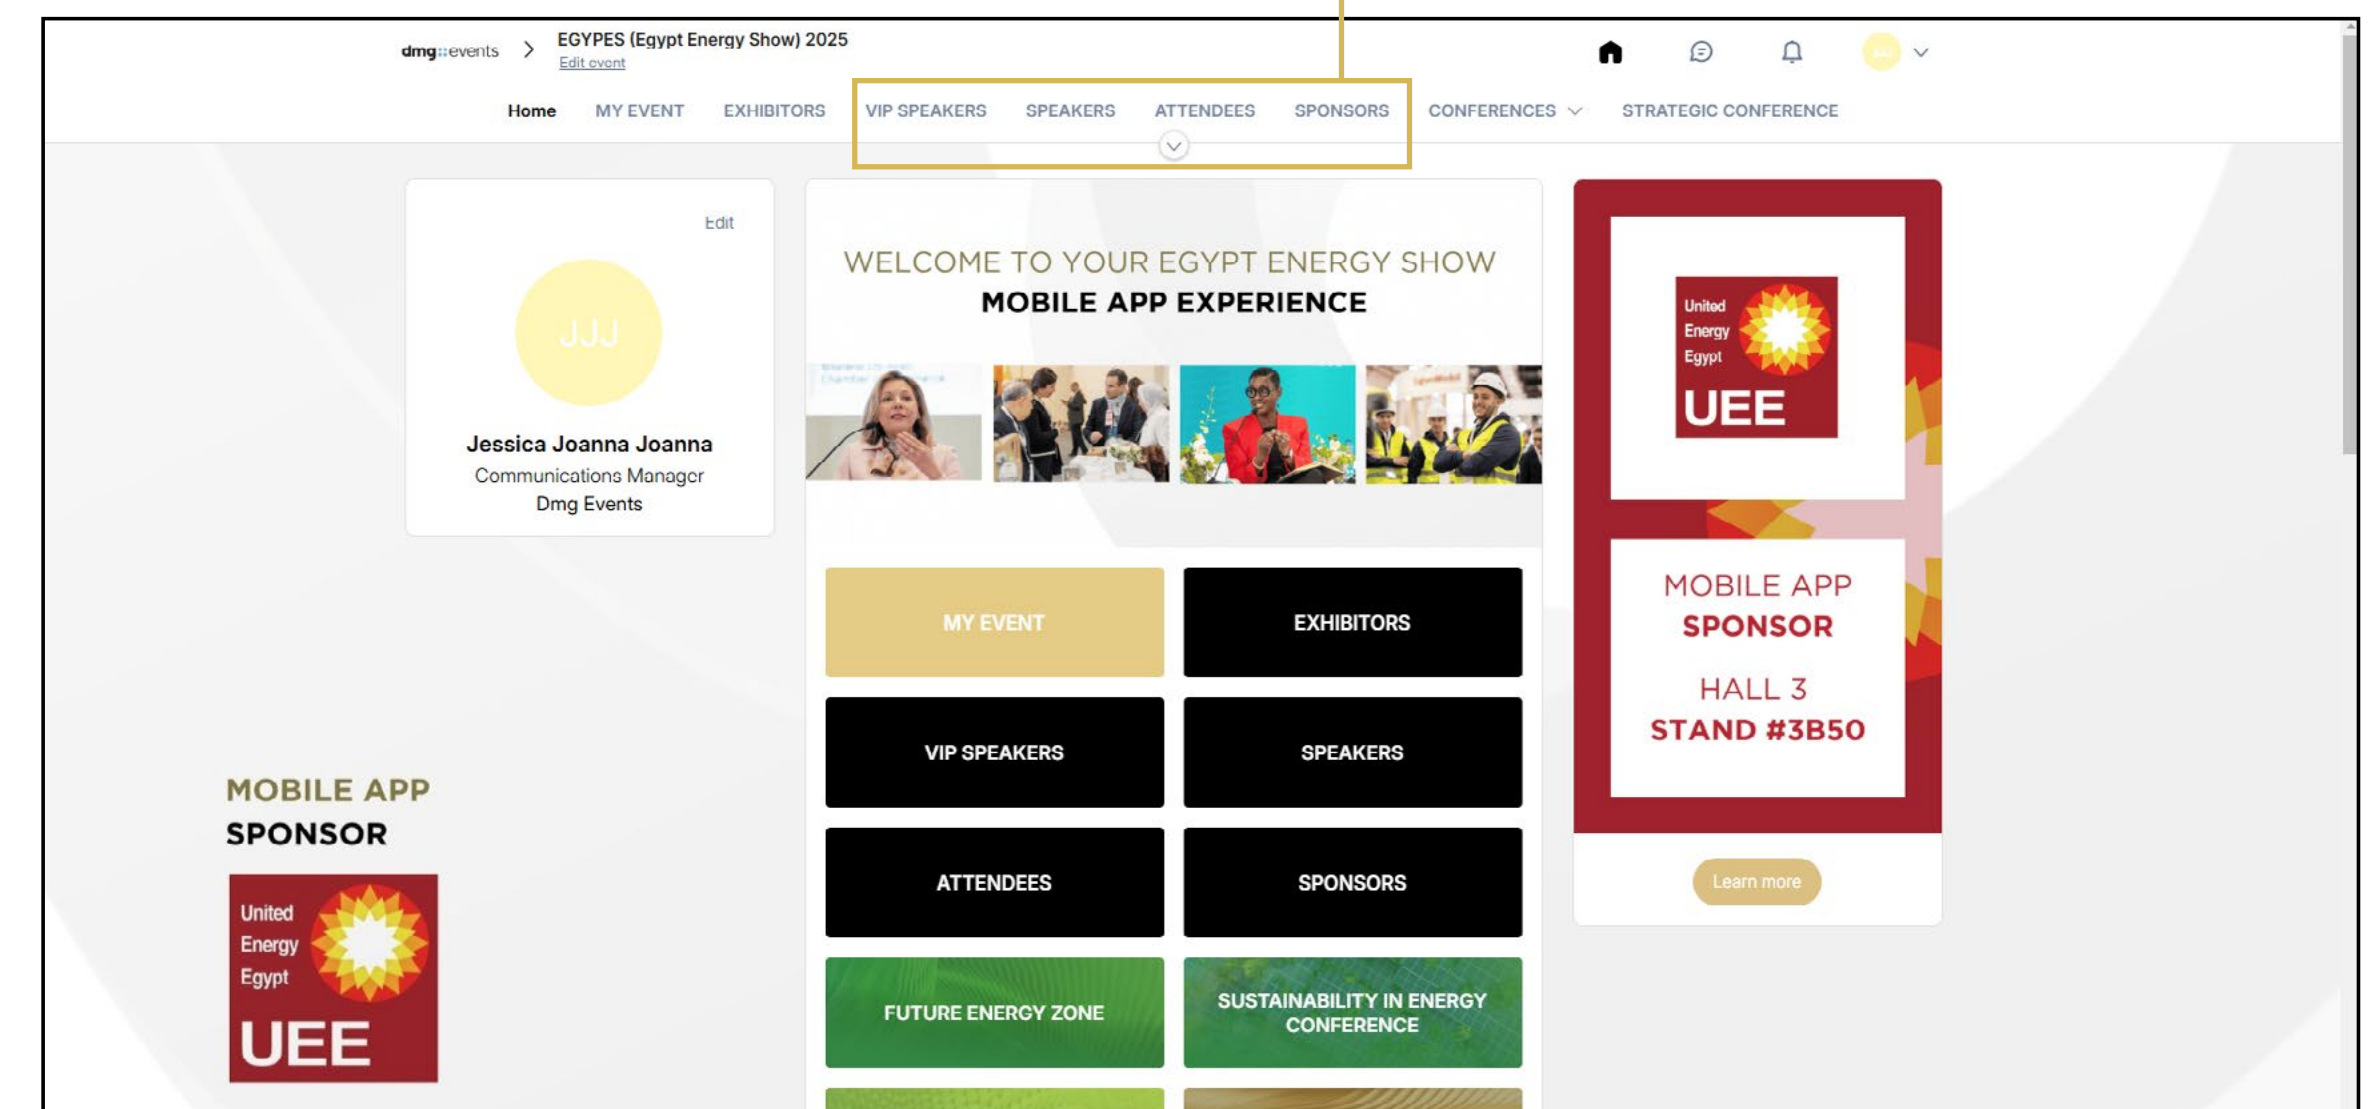 dmg::events
EGYPES (Egypt Energy Show) 2025
Edit event
Home MY EVENT EXHIBITORS VIP SPEAKERS SPEAKERS ATTENDEES SPONSORS CONFERENCES STRATEGIC CONFERENCE
Edit
JJJ
Jessica Joanna Joanna
Communications Manager
Dmg Events
MOBILE APP
SPONSOR
United
Energy
Egypt
UEE
WELCOME TO YOUR EGYPT ENERGY SHOW
MOBILE APP EXPERIENCE
MY EVENT
EXHIBITORS
VIP SPEAKERS
SPEAKERS
ATTENDEES
SPONSORS
FUTURE ENERGY ZONE
SUSTAINABILITY IN ENERGY
CONFERENCE
United
Energy
Egypt
UEE
MOBILE APP
SPONSOR
HALL 3
STAND #3B50
Learn more